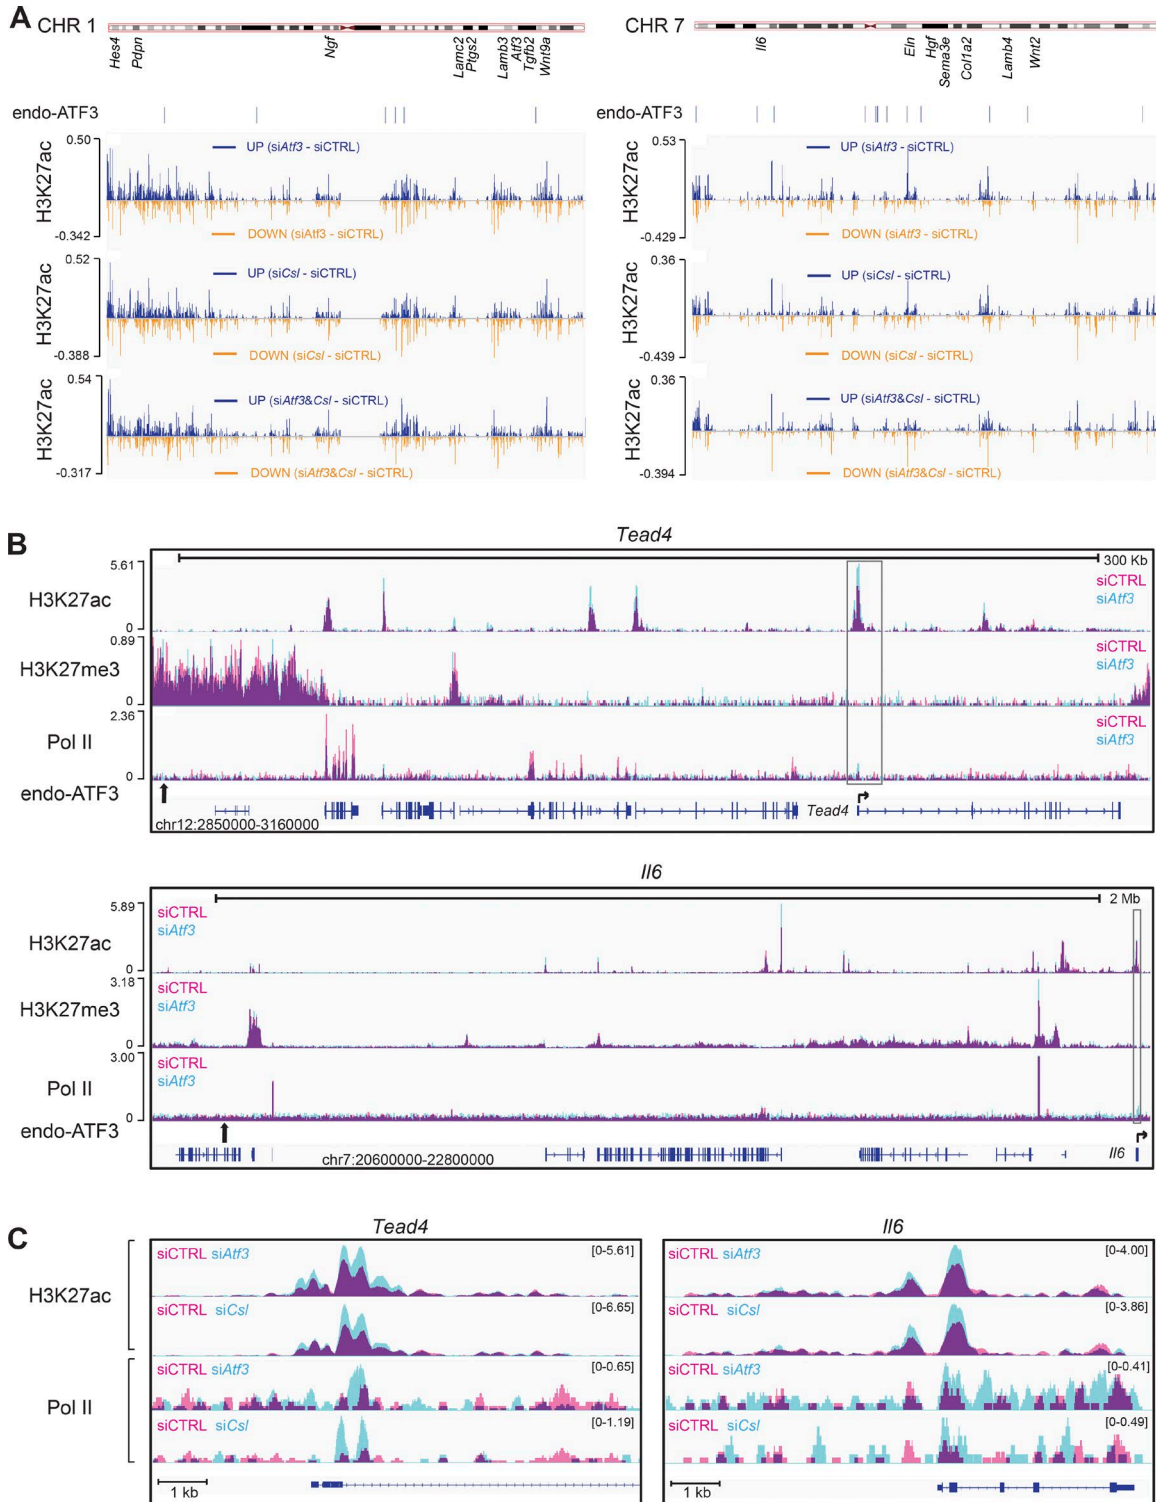 A
CHR 1
Hes4
Pdpn
Ngf
Lamc2
Ptgs2
Lamb3
Atf3
Tgfb2
Wnt9a
endo-ATF3
H3K27ac
0.50
-0.342
UP (siAtf3 - siCTRL)
DOWN (siAtf3 - siCTRL)
H3K27ac
0.52
-0.388
UP (siCsl - siCTRL)
DOWN (siCsl - siCTRL)
H3K27ac
0.54
-0.317
UP (siAtf3&Csl - siCTRL)
DOWN (siAtf3&Csl - siCTRL)
CHR 7
Il6
Eln
Hgf
Sema3e
Col1a2
Lamb4
Wnt2
endo-ATF3
H3K27ac
0.53
-0.429
UP (siAtf3 - siCTRL)
DOWN (siAtf3 - siCTRL)
H3K27ac
0.36
-0.439
UP (siCsl - siCTRL)
DOWN (siCsl - siCTRL)
H3K27ac
0.36
-0.394
UP (siAtf3&Csl - siCTRL)
DOWN (siAtf3&Csl - siCTRL)
B
Tead4
300 Kb
H3K27ac
5.61
0
siCTRL
siAtf3
H3K27me3
0.89
0
siCTRL
siAtf3
Pol II
2.36
0
siCTRL
siAtf3
endo-ATF3
Tead4
chr12:2850000-3160000
Il6
2 Mb
H3K27ac
5.89
0
siCTRL
siAtf3
H3K27me3
3.18
0
siCTRL
siAtf3
Pol II
3.00
0
siCTRL
siAtf3
endo-ATF3
chr7:20600000-22800000
Il6
C
Tead4
H3K27ac
siCTRL siAtf3
[0-5.61]
siCTRL siCsl
[0-6.65]
Pol II
siCTRL siAtf3
[0-0.65]
siCTRL siCsl
[0-1.19]
1 kb
Il6
siCTRL siAtf3
[0-4.00]
siCTRL siCsl
[0-3.86]
siCTRL siAtf3
[0-0.41]
siCTRL siCsl
[0-0.49]
1 kb